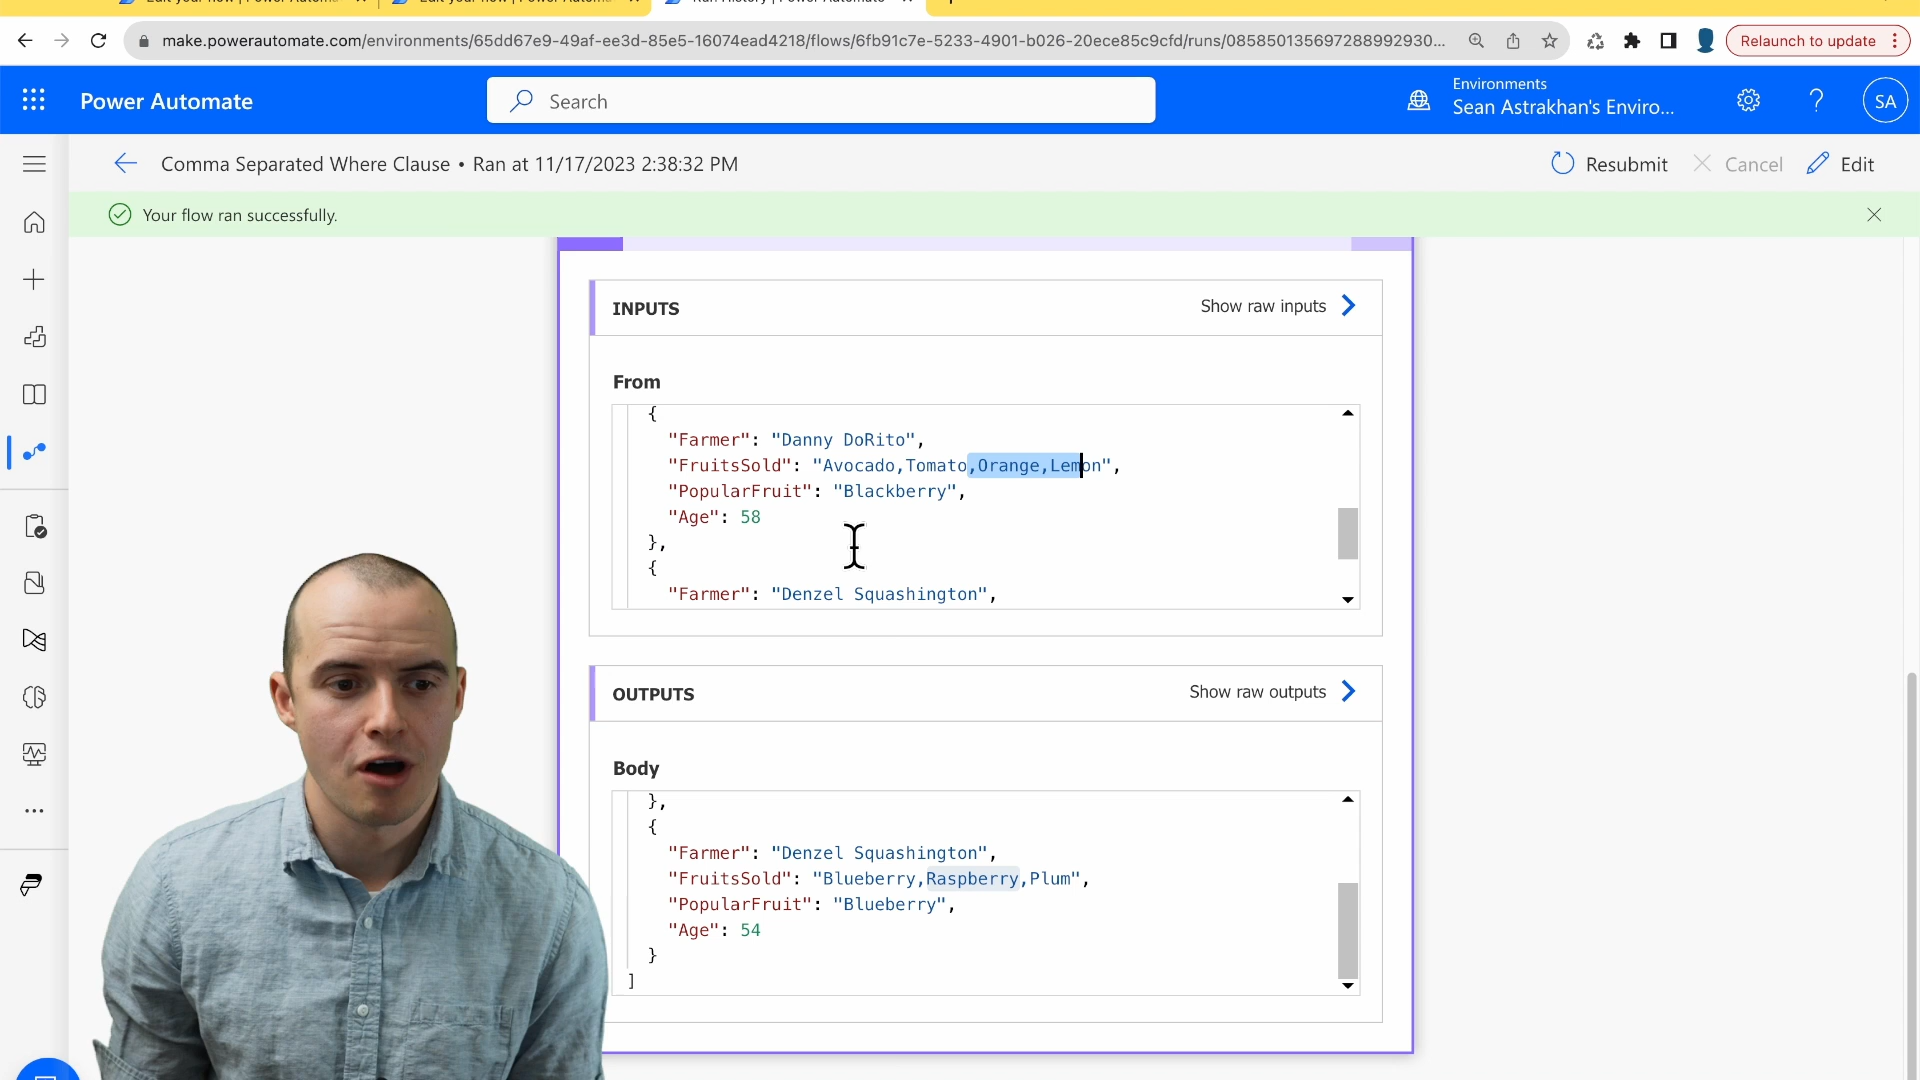 make.powerautomate.com/environments/65dd67e9-49af-ee3d-85e5-16074ead4218/flows/6fb91c7e-5233-4901-b026-20ece85c9cfd/runs/085850135697288992930...
Relaunch to update
Power Automate
Search
Environments
Sean Astrakhan's Enviro...
SA
Comma Separated Where Clause • Ran at 11/17/2023 2:38:32 PM
Resubmit
Cancel
Edit
Your flow ran successfully.
INPUTS
Show raw inputs
From
{
"Farmer": "Danny DoRito",
"FruitsSold": "Avocado,Tomato,Orange,Lemon",
"PopularFruit": "Blackberry",
"Age": 58
},
{
"Farmer": "Denzel Squashington",
OUTPUTS
Show raw outputs
Body
},
{
"Farmer": "Denzel Squashington",
"FruitsSold": "Blueberry,Raspberry,Plum",
"PopularFruit": "Blueberry",
"Age": 54
}
]